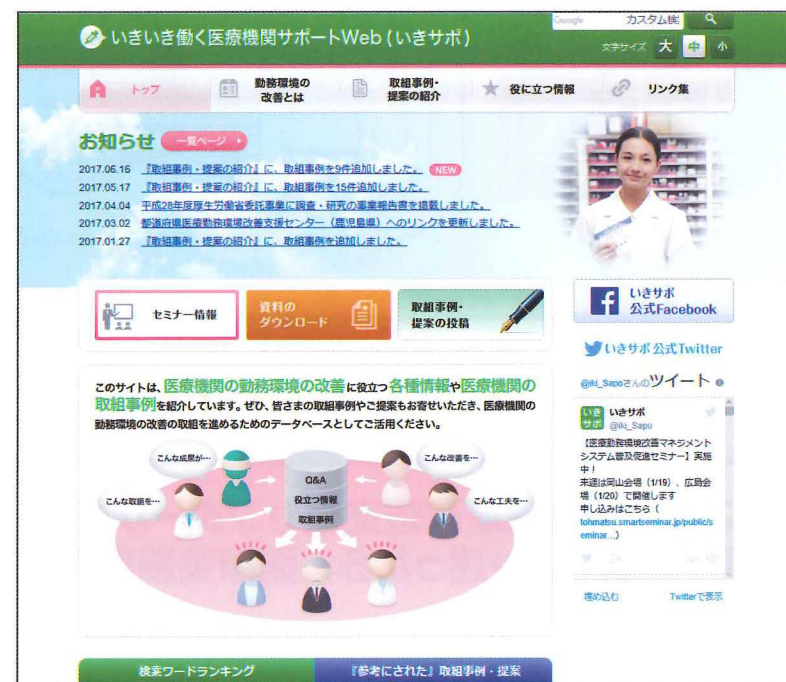 いきいき働く医療機関サポートWeb(いきサポ)
Google カスタム検
文字サイズ 大 中 小
トップ
勤務環境の
改善とは
取組事例・
提案の紹介
役に立つ情報
リンク集
お知らせ 一覧ページ
2017.06.16 『取組事例・提案の紹介』に、取組事例を9件追加しました。 NEW
2017.05.17 『取組事例・提案の紹介』に、取組事例を15件追加しました。
2017.04.04 平成28年度厚生労働省委託事業に調査・研究の事業報告書を掲載しました。
2017.03.02 都道府県医療勤務環境改善支援センター(鹿児島県)へのリンクを更新しました。
2017.01.27 『取組事例・提案の紹介』に、取組事例を追加しました。
セミナー情報
資料の
ダウンロード
取組事例・
提案の投稿
いきサポ
公式Facebook
いきサポ公式Twitter
このサイトは、医療機関の勤務環境の改善に役立つ各種情報や医療機関の
取組事例を紹介しています。ぜひ、皆さまの取組事例やご提案もお寄せいただき、医療機関の
勤務環境の改善の取組を進めるためのデータベースとしてご活用ください。
こんな成果が…
こんな改善を…
こんな取組を…
こんな工夫を…
Q&A
役立つ情報
取組事例
@iki_Sapoさんのツイート
いき
サポ
いきサポ
@iki_Sapo
【医療勤務環境改善マネジメント
システム普及促進セミナー】実施
中!
来週は岡山会場(1/19)、広島会
場(1/20)で開催します
申し込みはこちら(
tohmatsu.smartseminar.jp/public/s
eminar…)
埋め込む
Twitterで表示
検索ワードランキング
『参考にされた』取組事例・提案